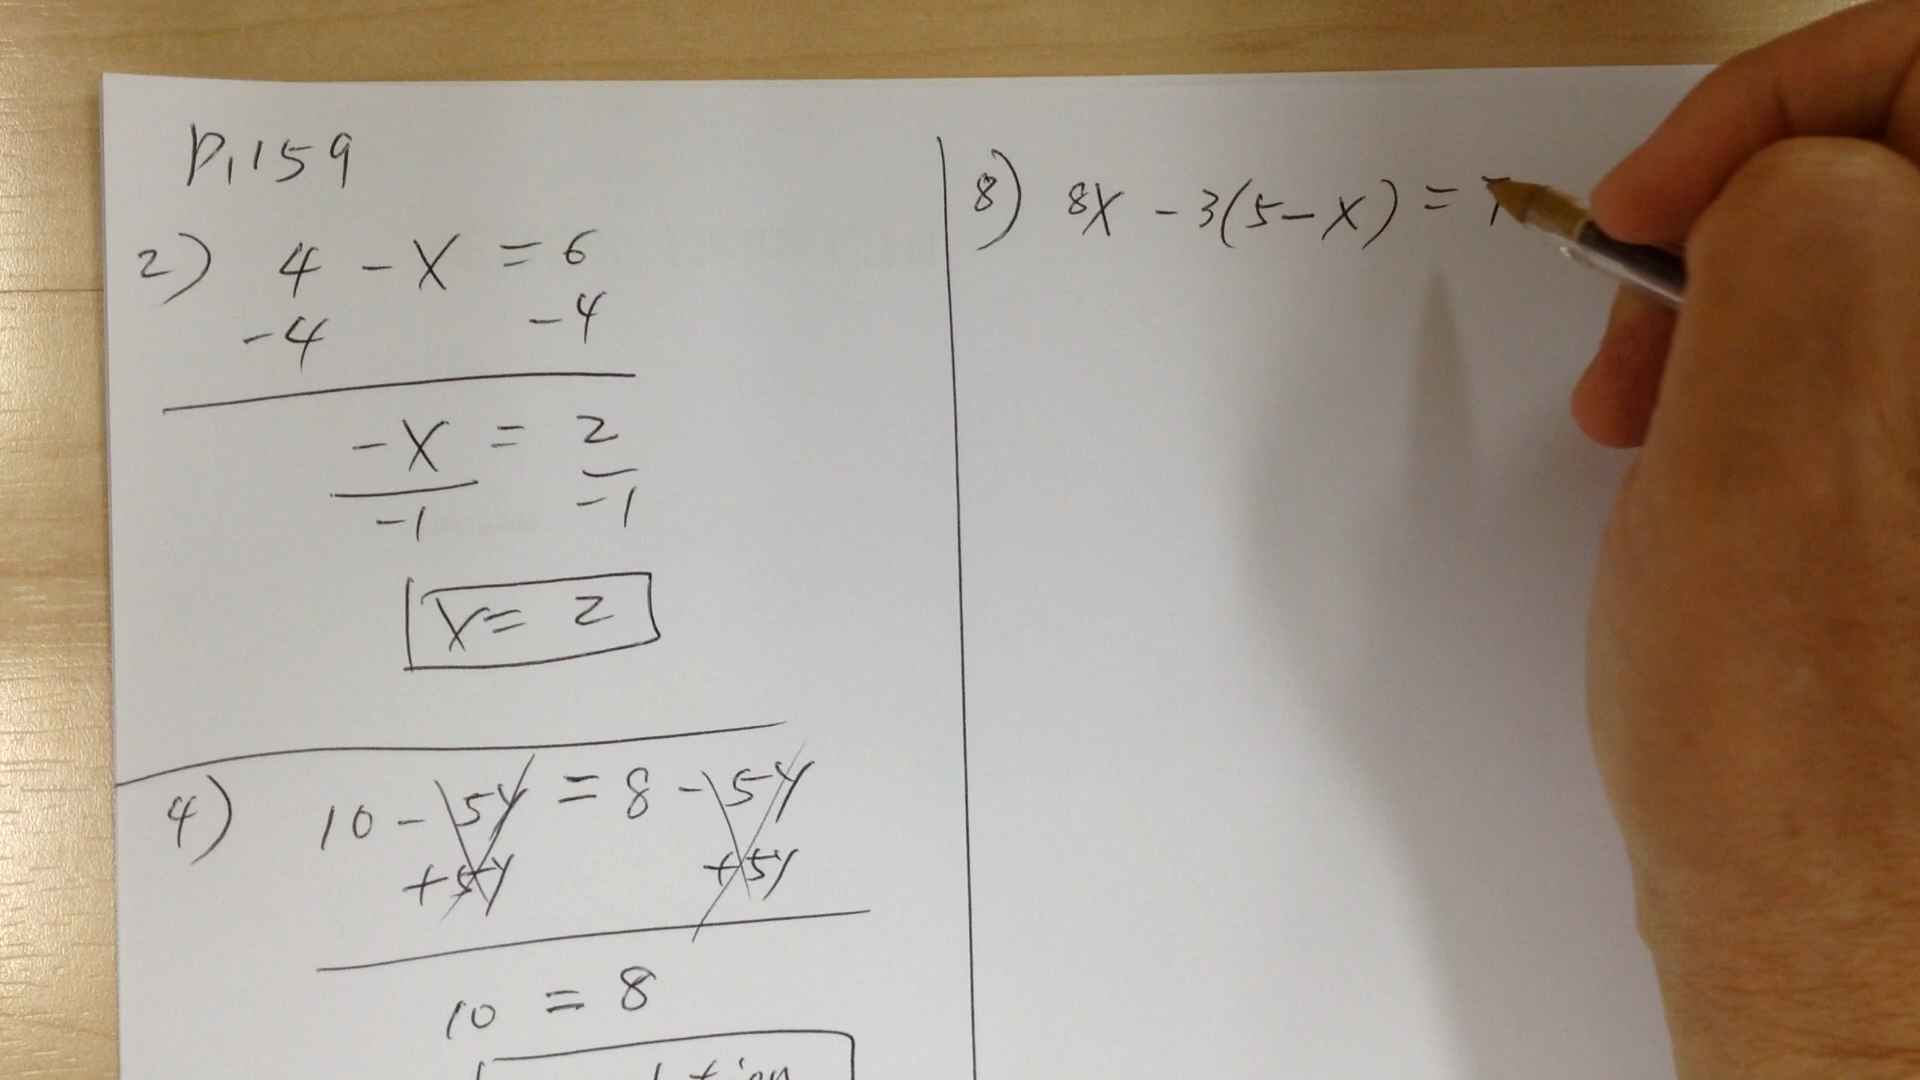 P.159
2) 4 - X = 6
-4 -4
-X = 2
-1 -1
X = 2
4) 10 - 5y = 8 - 5y
+5y +5y
10 = 8
8) 8X - 3(5 - X) =